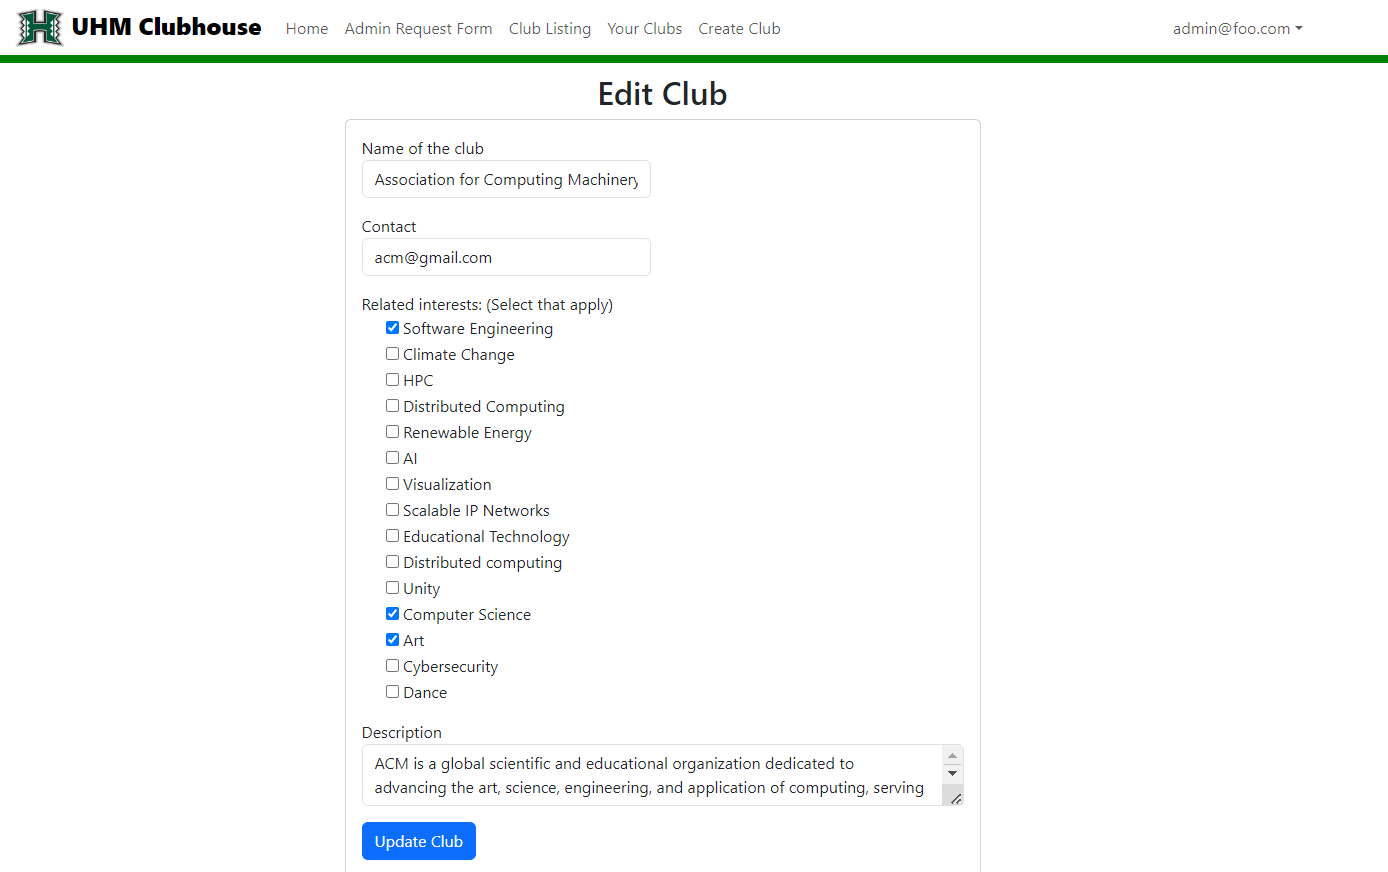 UHM Clubhouse Home Admin Request Form Club Listing Your Clubs Create Club admin@foo.com
Edit Club
Name of the club
Association for Computing Machinery
Contact
acm@gmail.com
Related interests: (Select that apply)
Software Engineering
Climate Change
HPC
Distributed Computing
Renewable Energy
AI
Visualization
Scalable IP Networks
Educational Technology
Distributed computing
Unity
Computer Science
Art
Cybersecurity
Dance
Description
ACM is a global scientific and educational organization dedicated to
advancing the art, science, engineering, and application of computing, serving
Update Club